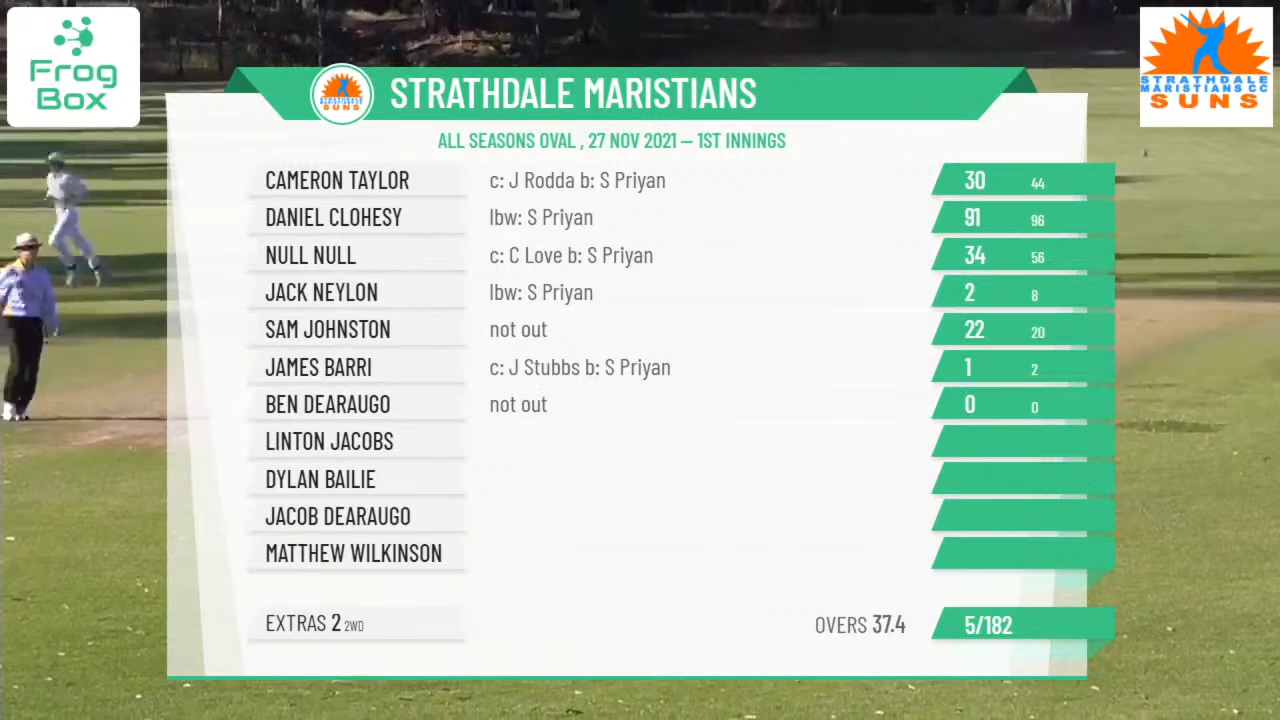 Frog
Box
STRATHDALE
MARISTIANS CC
SUNS
STRATHDALE MARISTIANS
ALL SEASONS OVAL , 27 NOV 2021 – 1ST INNINGS
CAMERON TAYLOR c: J Rodda b: S Priyan 30 44
DANIEL CLOHESY lbw: S Priyan 91 96
NULL NULL c: C Love b: S Priyan 34 56
JACK NEYLON lbw: S Priyan 2 8
SAM JOHNSTON not out 22 20
JAMES BARRI c: J Stubbs b: S Priyan 1 2
BEN DEARAUGO not out 0 0
LINTON JACOBS
DYLAN BAILIE
JACOB DEARAUGO
MATTHEW WILKINSON
EXTRAS 2 2WD OVERS 37.4 5/182